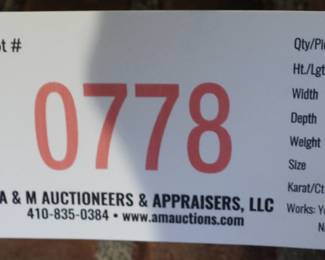 ot #
0778
A & M AUCTIONEERS & APPRAISERS, LLC
410-835-0384 • www.amauctions.com
Qty/Pi
Ht./Lgt
Width
Depth
Weight
Size
Karat/Ct
Works: Y
N